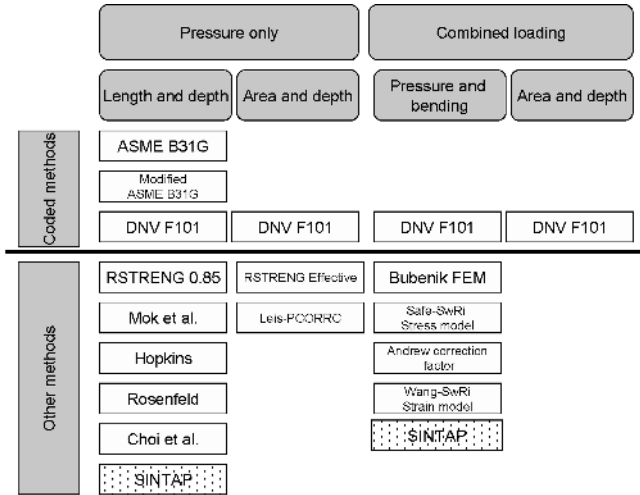 Pressure only
Combined loading
Length and depth
Area and depth
Pressure and
bending
Area and depth
Coded methods
ASME B31G
Modified
ASME B31G
DNV F101
DNV F101
DNV F101
DNV F101
Other methods
RSTRENG 0.85
RSTRENG Effective
Bubenik FEM
Mok et al.
Leis-PCORRC
Safe-SwRi
Stress model
Hopkins
Andrew correction
factor
Rosenfeld
Wang-SwRi
Strain model
Choi et al.
SINTAP
SINTAP